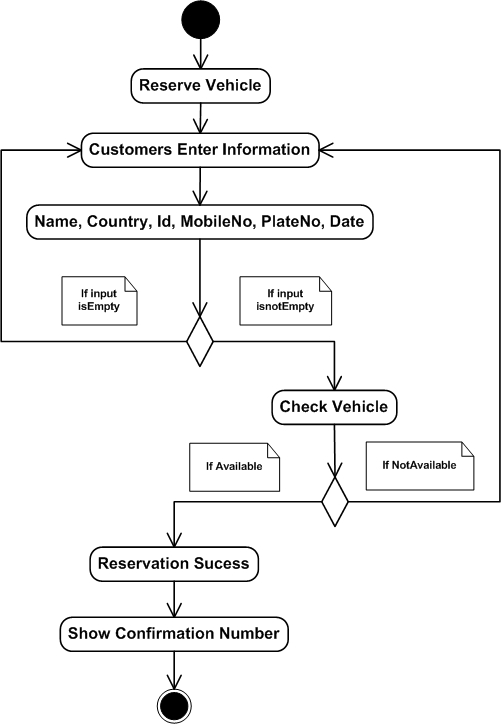 Reserve Vehicle
Customers Enter Information
Name, Country, Id, MobileNo, PlateNo, Date
If input
isEmpty
If input
isnotEmpty
Check Vehicle
If Available
If NotAvailable
Reservation Sucess
Show Confirmation Number